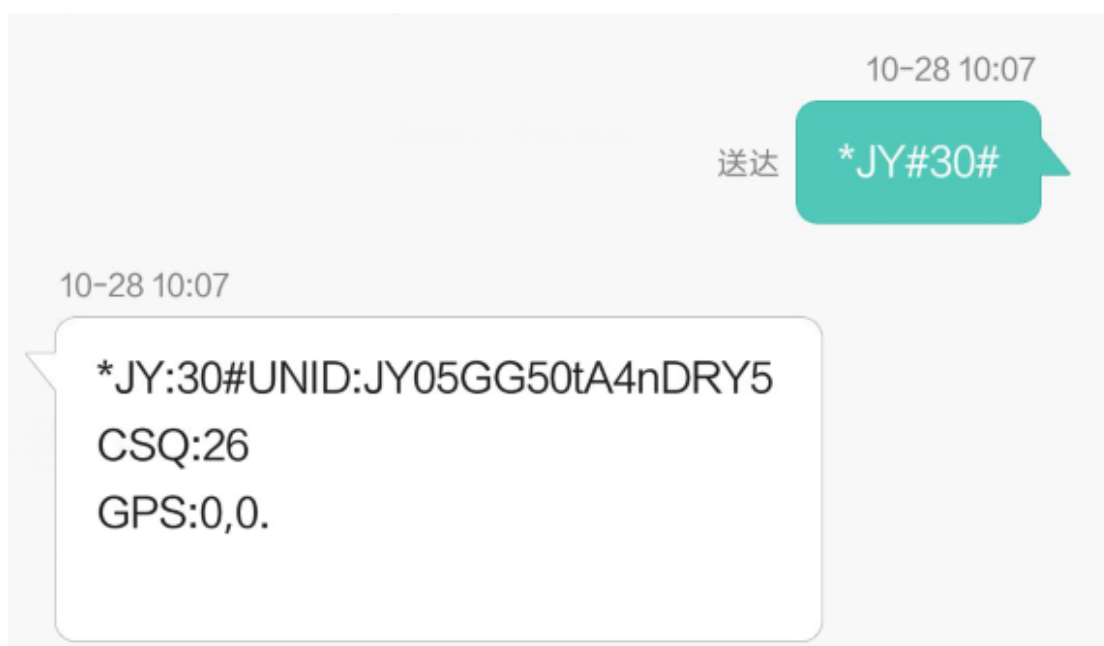 10-28 10:07
送达 *JY#30#
10-28 10:07
*JY:30#UNID:JY05GG50tA4nDRY5
CSQ:26
GPS:0,0.